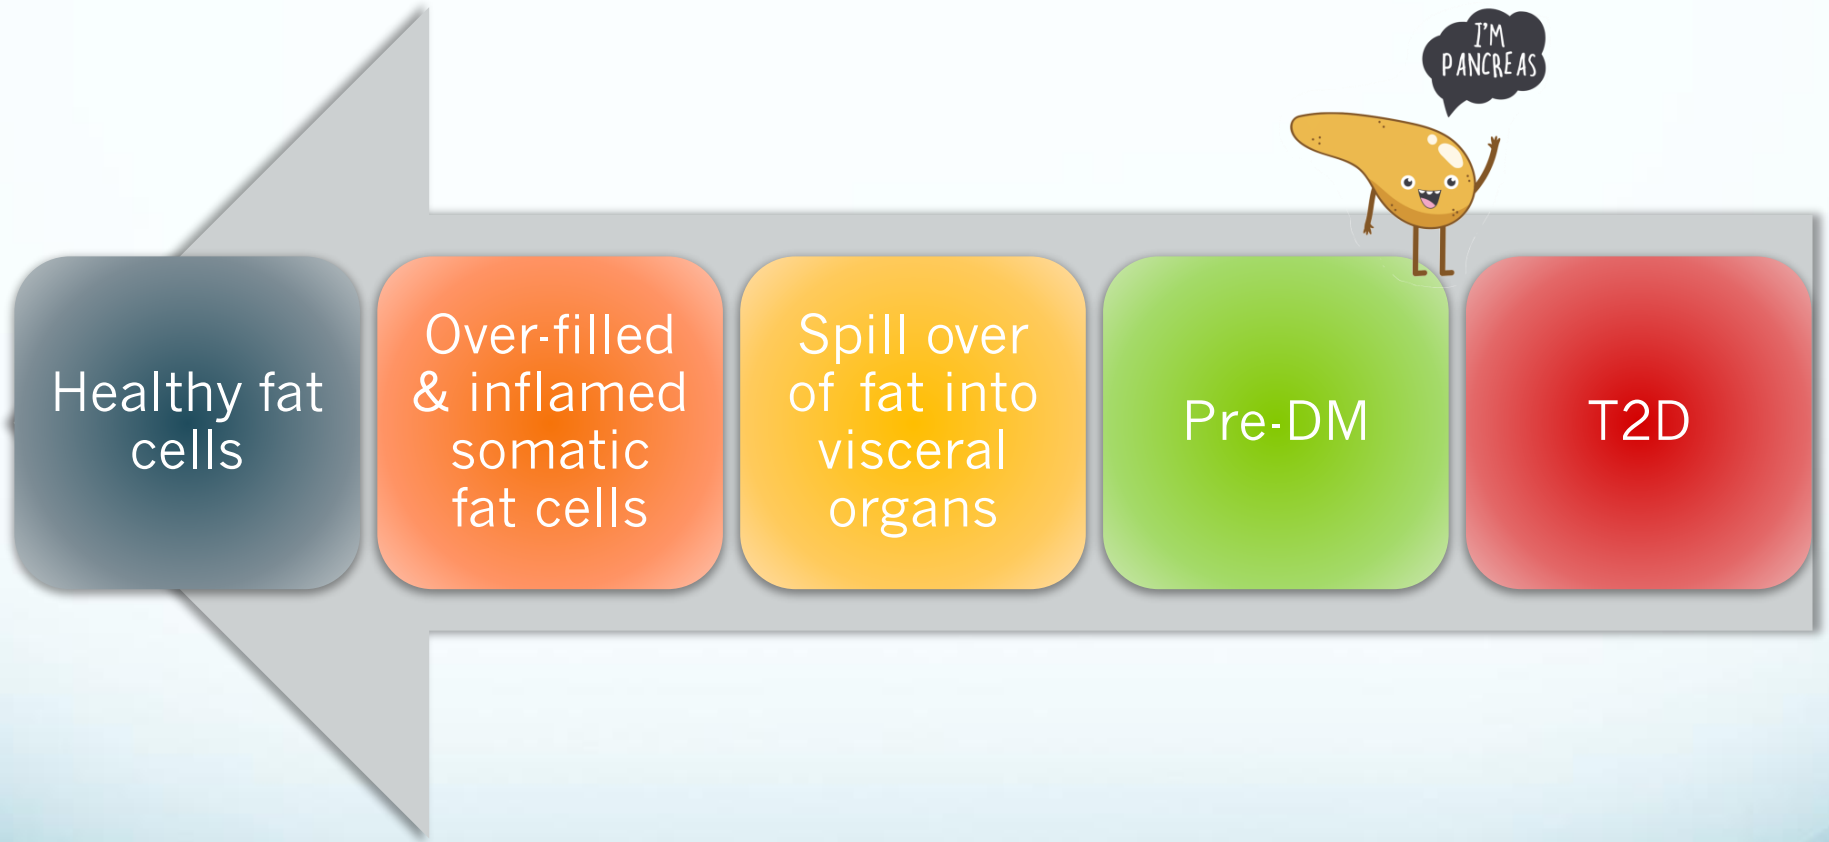 I'M
PANCREAS
Healthy fat
cells
Over-filled
& inflamed
somatic
fat cells
Spill over
of fat into
visceral
organs
Pre-DM
T2D